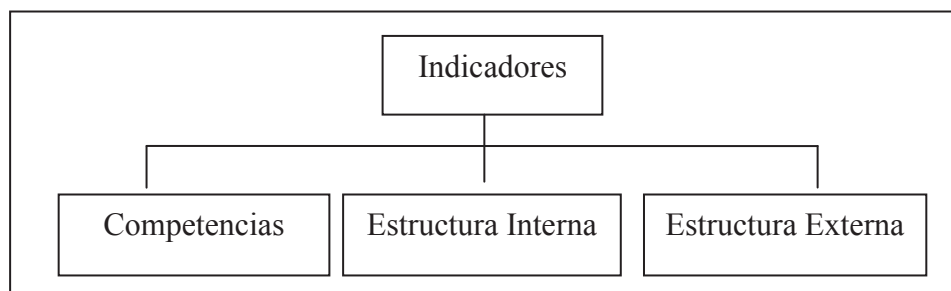 Indicadores
Competencias
Estructura Interna
Estructura Externa